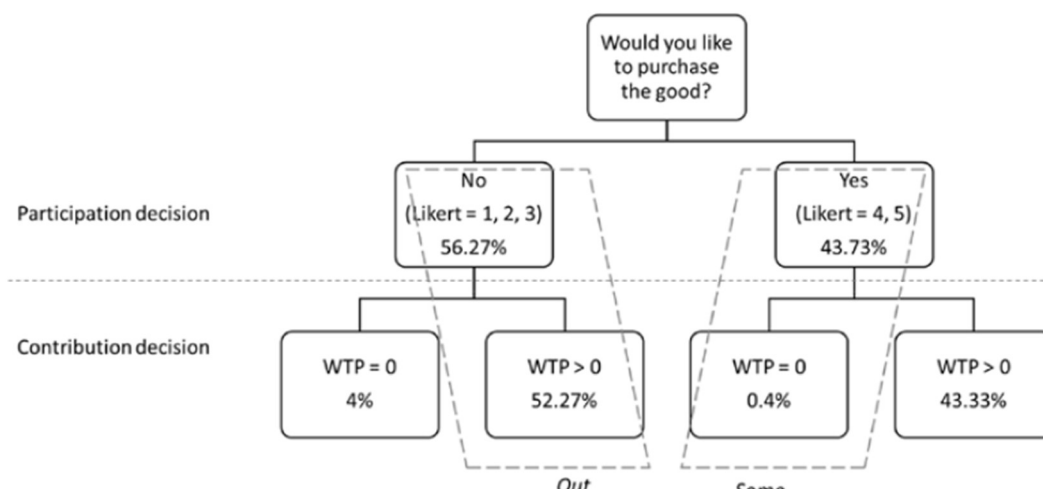 Would you like
to purchase
the good?
Participation decision
No
(Likert = 1, 2, 3)
56.27%
Yes
(Likert = 4, 5)
43.73%
Contribution decision
WTP = 0
4%
WTP > 0
52.27%
WTP = 0
0.4%
WTP > 0
43.33%
Out
Some